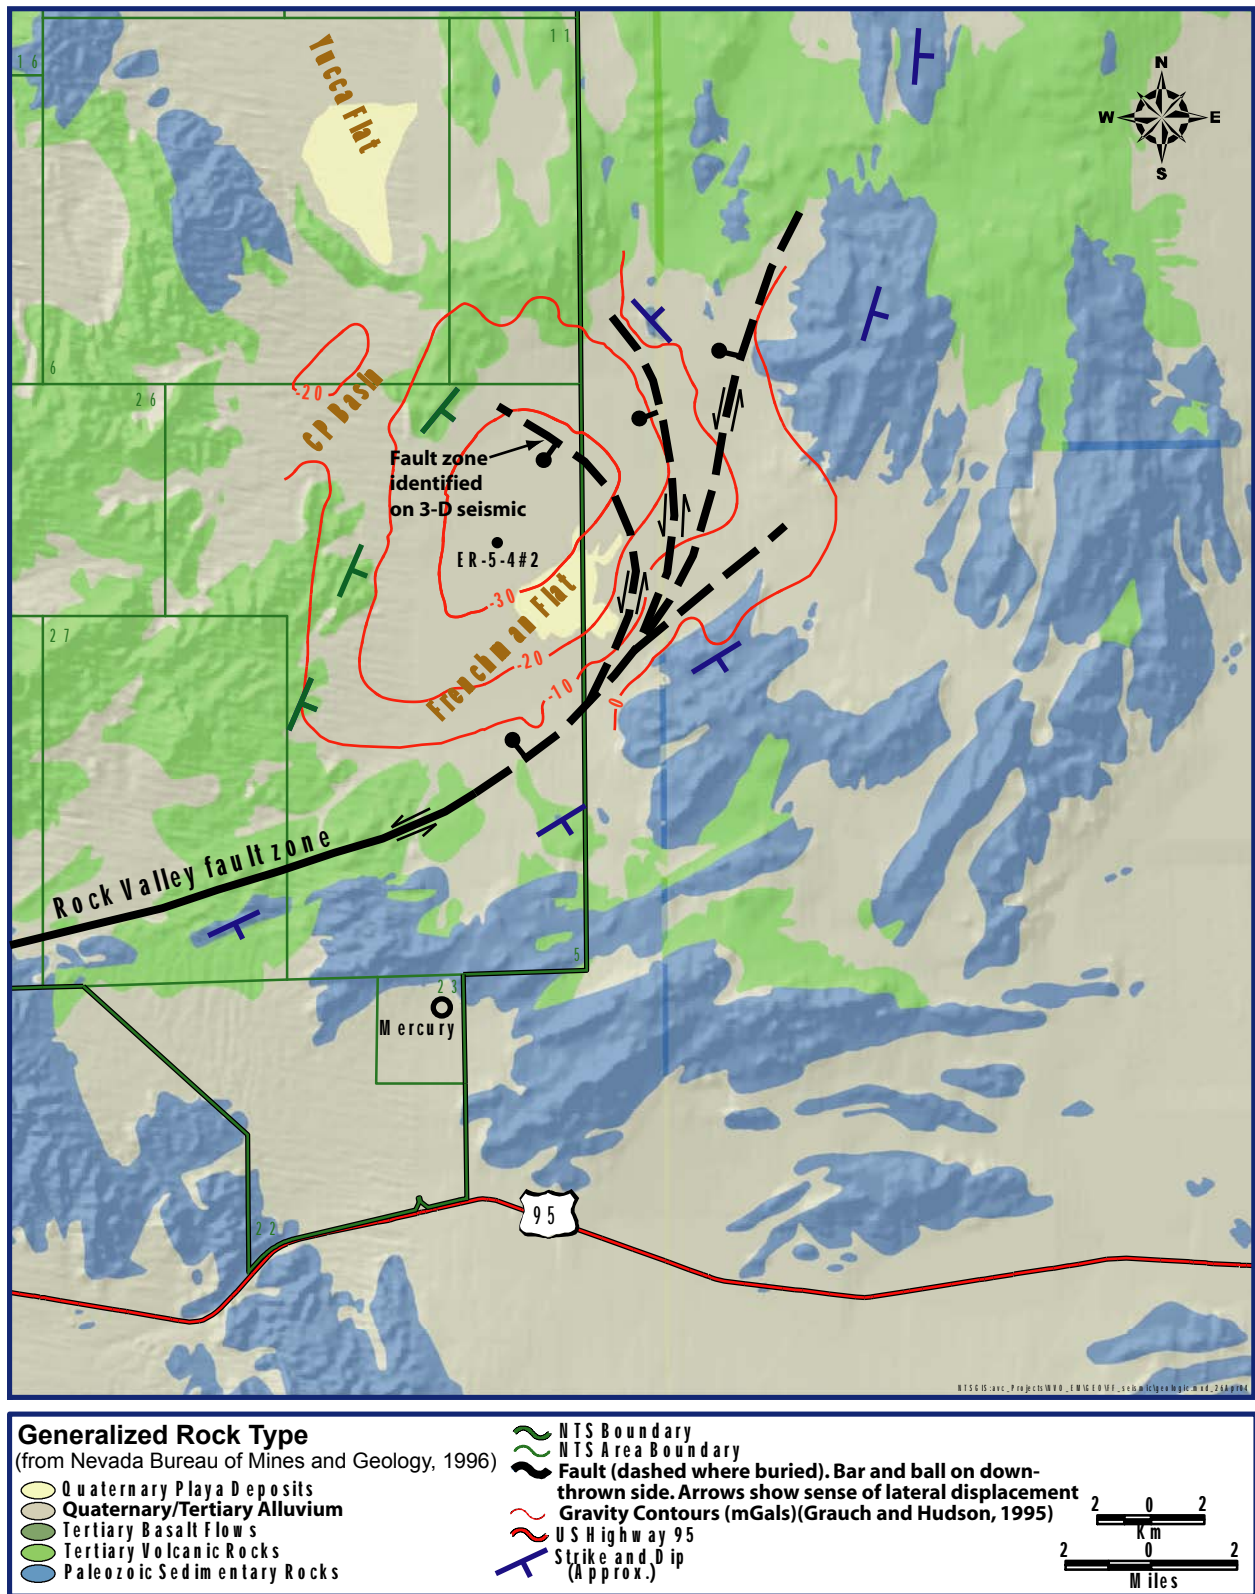 16
11
Yucca Flat
N
W
E
S
6
26
-20
CP Basin
Fault zone
identified
on 3-D seismic
ER-5-4#2
-30
Frenchman Flat
27
-20
-10
0
Rock Valley fault zone
5
23
Mercury
22
95
Generalized Rock Type
(from Nevada Bureau of Mines and Geology, 1996)
Quaternary Playa Deposits
Quaternary/Tertiary Alluvium
Tertiary Basalt Flows
Tertiary Volcanic Rocks
Paleozoic Sedimentary Rocks
NTS Boundary
NTS Area Boundary
Fault (dashed where buried). Bar and ball on down-
thrown side. Arrows show sense of lateral displacement
Gravity Contours (mGals)(Grauch and Hudson, 1995)
US Highway 95
Strike and Dip
(Approx.)
2 0 2
Km
2 0 2
Miles